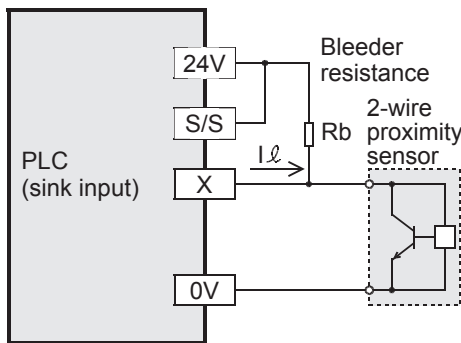 24V
Bleeder
resistance
S/S
Rb
2-wire
proximity
sensor
PLC
(sink input)
Iℓ
X
0V